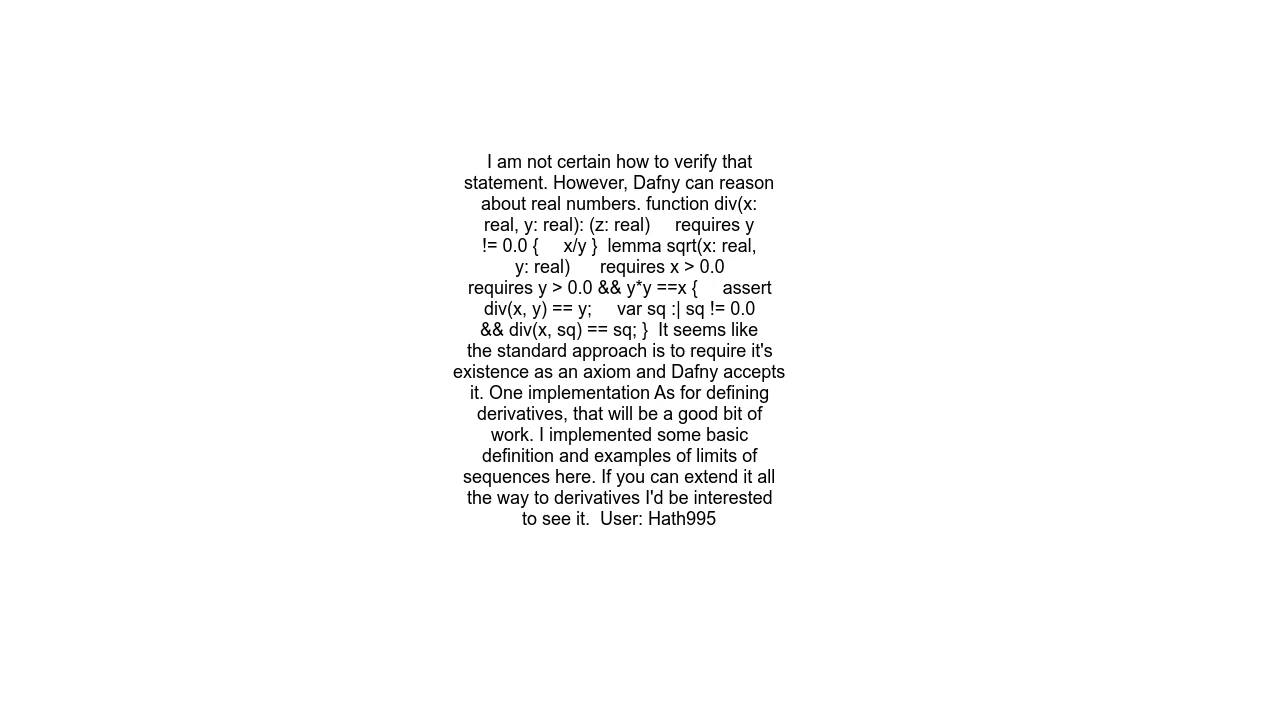 I am not certain how to verify that
statement. However, Dafny can reason
about real numbers. function div(x:
real, y: real): (z: real)     requires y
!= 0.0 {     x/y }  lemma sqrt(x: real,
y: real)      requires x > 0.0
requires y > 0.0 && y*y ==x {     assert
div(x, y) == y;     var sq :| sq != 0.0
&& div(x, sq) == sq; }  It seems like
the standard approach is to require it's
existence as an axiom and Dafny accepts
it. One implementation As for defining
derivatives, that will be a good bit of
work. I implemented some basic
definition and examples of limits of
sequences here. If you can extend it all
the way to derivatives I'd be interested
to see it.  User: Hath995